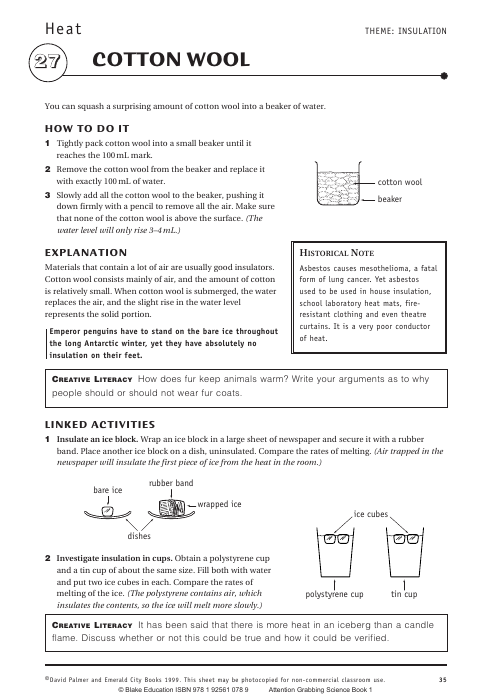 Heat
THEME: INSULATION
27
COTTON WOOL
You can squash a surprising amount of cotton wool into a beaker of water.
HOW TO DO IT
1 Tightly pack cotton wool into a small beaker until it
reaches the 100 mL mark.
2 Remove the cotton wool from the beaker and replace it
with exactly 100 mL of water.
3 Slowly add all the cotton wool to the beaker, pushing it
down firmly with a pencil to remove all the air. Make sure
that none of the cotton wool is above the surface. (The
water level will only rise 3–4 mL.)
cotton wool
beaker
EXPLANATION
Materials that contain a lot of air are usually good insulators.
Cotton wool consists mainly of air, and the amount of cotton
is relatively small. When cotton wool is submerged, the water
replaces the air, and the slight rise in the water level
represents the solid portion.
Emperor penguins have to stand on the bare ice throughout
the long Antarctic winter, yet they have absolutely no
insulation on their feet.
HISTORICAL NOTE
Asbestos causes mesothelioma, a fatal
form of lung cancer. Yet asbestos
used to be used in house insulation,
school laboratory heat mats, fire-
resistant clothing and even theatre
curtains. It is a very poor conductor
of heat.
CREATIVE LITERACY How does fur keep animals warm? Write your arguments as to why
people should or should not wear fur coats.
LINKED ACTIVITIES
1 Insulate an ice block. Wrap an ice block in a large sheet of newspaper and secure it with a rubber
band. Place another ice block on a dish, uninsulated. Compare the rates of melting. (Air trapped in the
newspaper will insulate the first piece of ice from the heat in the room.)
rubber band
bare ice
wrapped ice
dishes
2 Investigate insulation in cups. Obtain a polystyrene cup
and a tin cup of about the same size. Fill both with water
and put two ice cubes in each. Compare the rates of
melting of the ice. (The polystyrene contains air, which
insulates the contents, so the ice will melt more slowly.)
ice cubes
polystyrene cup
tin cup
CREATIVE LITERACY It has been said that there is more heat in an iceberg than a candle
flame. Discuss whether or not this could be true and how it could be verified.
©David Palmer and Emerald City Books 1999. This sheet may be photocopied for non-commercial classroom use.
35
© Blake Education ISBN 978 1 92561 078 9 Attention Grabbing Science Book 1